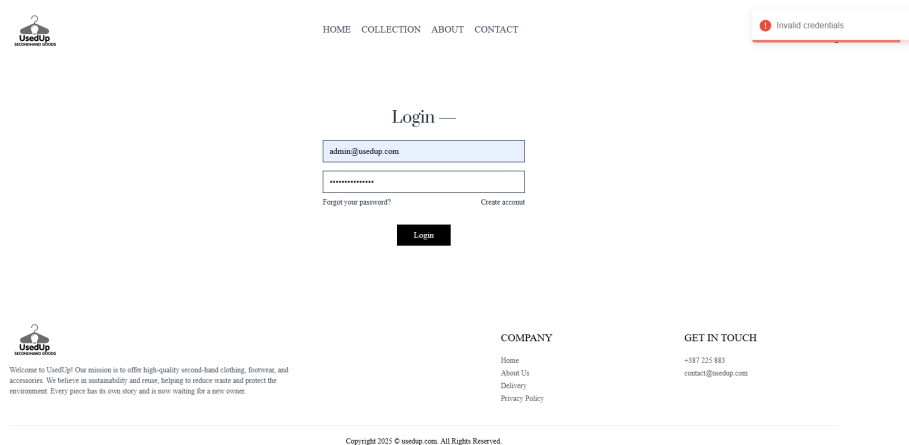 UsedUp
SECONDHAND GOODS
HOME COLLECTION ABOUT CONTACT
Invalid credentials
Login —
admin@usedup.com
•••••••••••••••
Forgot your password? Create acconut
Login
UsedUp
SECONDHAND GOODS
Welcome to UsedUp! Our mission is to offer high-quality second-hand clothing, footwear, and
accessories. We believe in sustainability and reuse, helping to reduce waste and protect the
environment. Every piece has its own story and is now waiting for a new owner.
COMPANY
Home
About Us
Delivery
Privacy Policy
GET IN TOUCH
+387 225 883
contact@usedup.com
Copyright 2025 © usedup.com. All Rights Reserved.